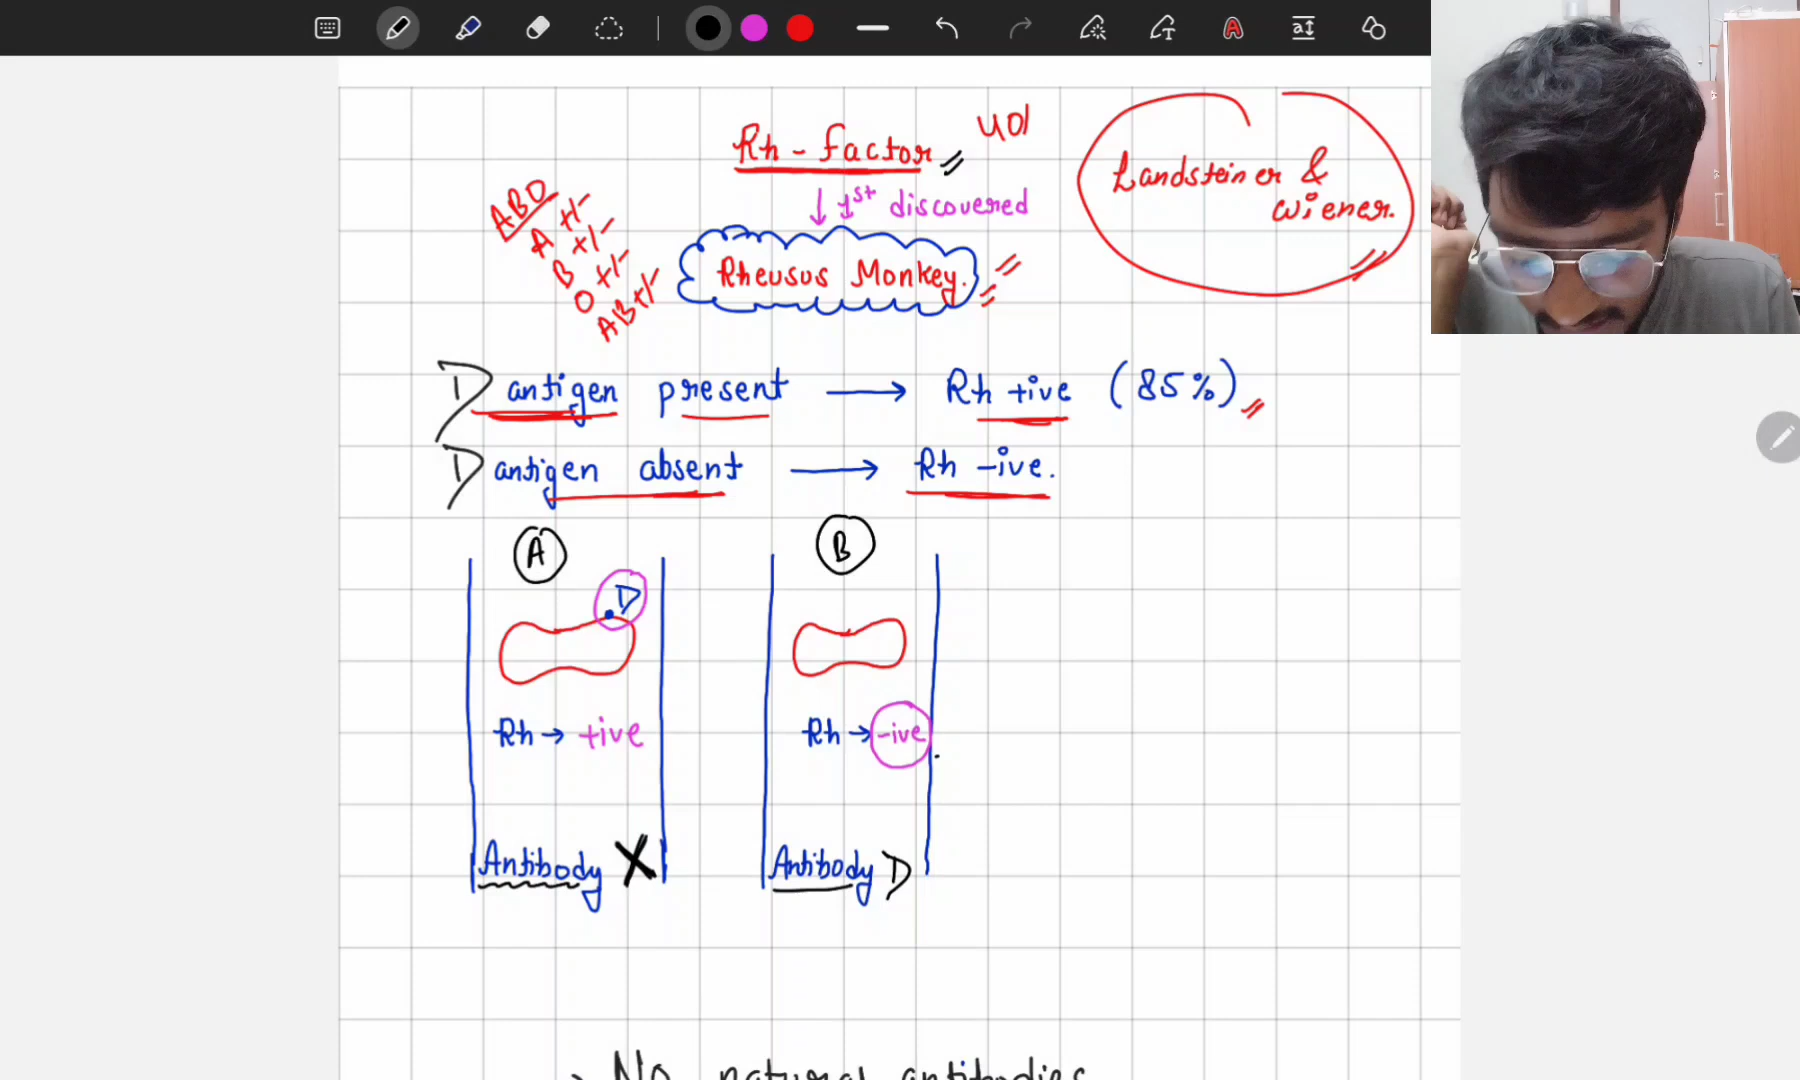 Rh - factor 401
Landsteiner &
Wiener.
↓ 1st discovered
Rheusus Monkey.
ABO
A +/-
B +/-
O +/-
AB +/-
D antigen present → Rh +ive (85%)
D antigen absent → Rh -ive.
A
B
D
Rh → +ive
Rh → -ive
Antibody X
Antibody D
No natural antibodies